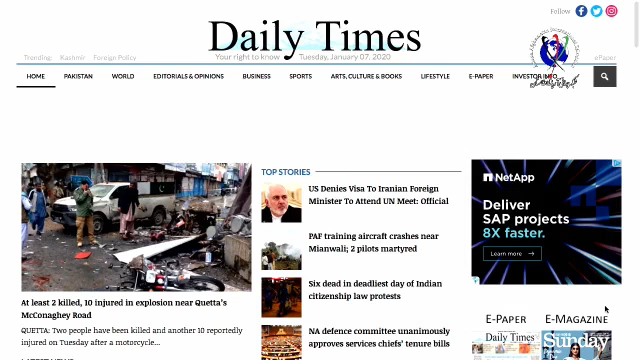 Follow
Daily Times
Trending: Kashmir Foreign Policy
Your right to know Tuesday, January 07, 2020
ePaper
HOME PAKISTAN WORLD EDITORIALS & OPINIONS BUSINESS SPORTS ARTS, CULTURE & BOOKS LIFESTYLE E-PAPER INVESTOR INFO
At least 2 killed, 10 injured in explosion near Quetta's
McConaghey Road
QUETTA: Two people have been killed and another 10 reportedly
injured on Tuesday after a motorcycle...
LATEST NEWS
TOP STORIES
US Denies Visa To Iranian Foreign
Minister To Attend UN Meet: Official
PAF training aircraft crashes near
Mianwali; 2 pilots martyred
Six dead in deadliest day of Indian
citizenship law protests
NA defence committee unanimously
approves services chiefs' tenure bills
NetApp
Deliver
SAP projects
8X faster.
Learn more →
E-PAPER E-MAGAZINE
Daily Times
Sunday